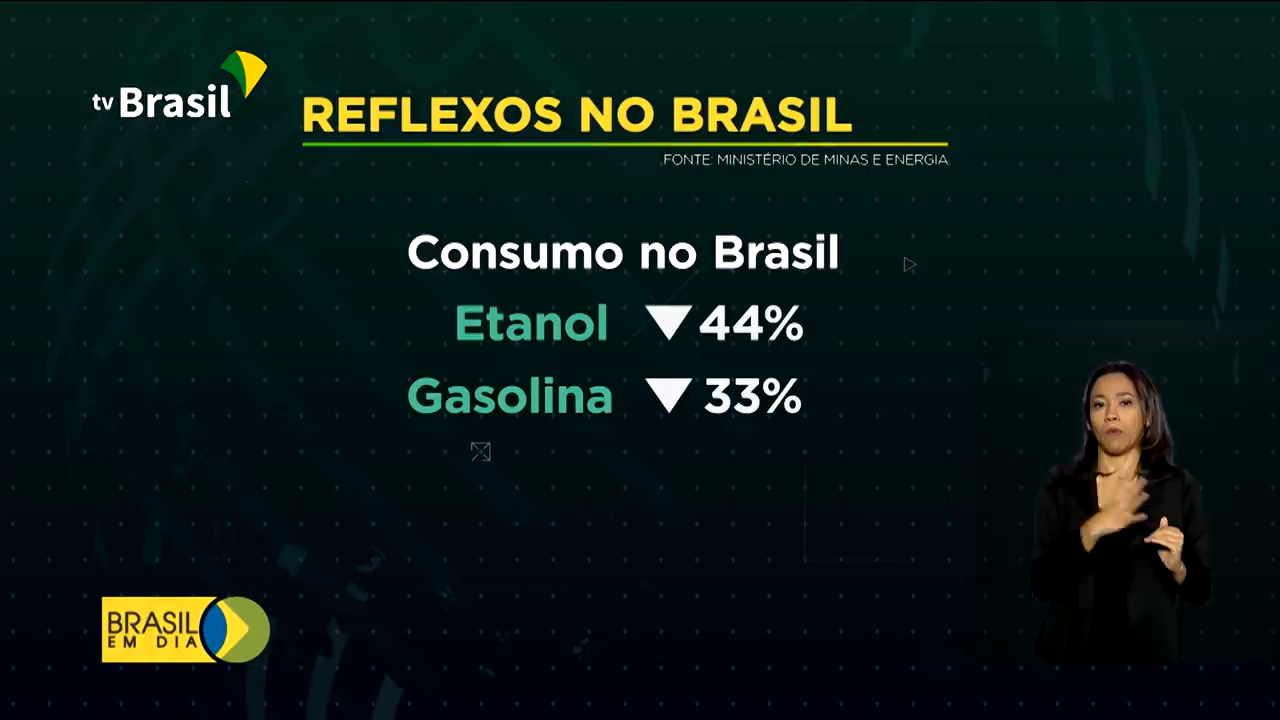 tv Brasil
REFLEXOS NO BRASIL
FONTE: MINISTÉRIO DE MINAS E ENERGIA
Consumo no Brasil
Etanol ▼ 44%
Gasolina ▼ 33%
BRASIL
EM DIA